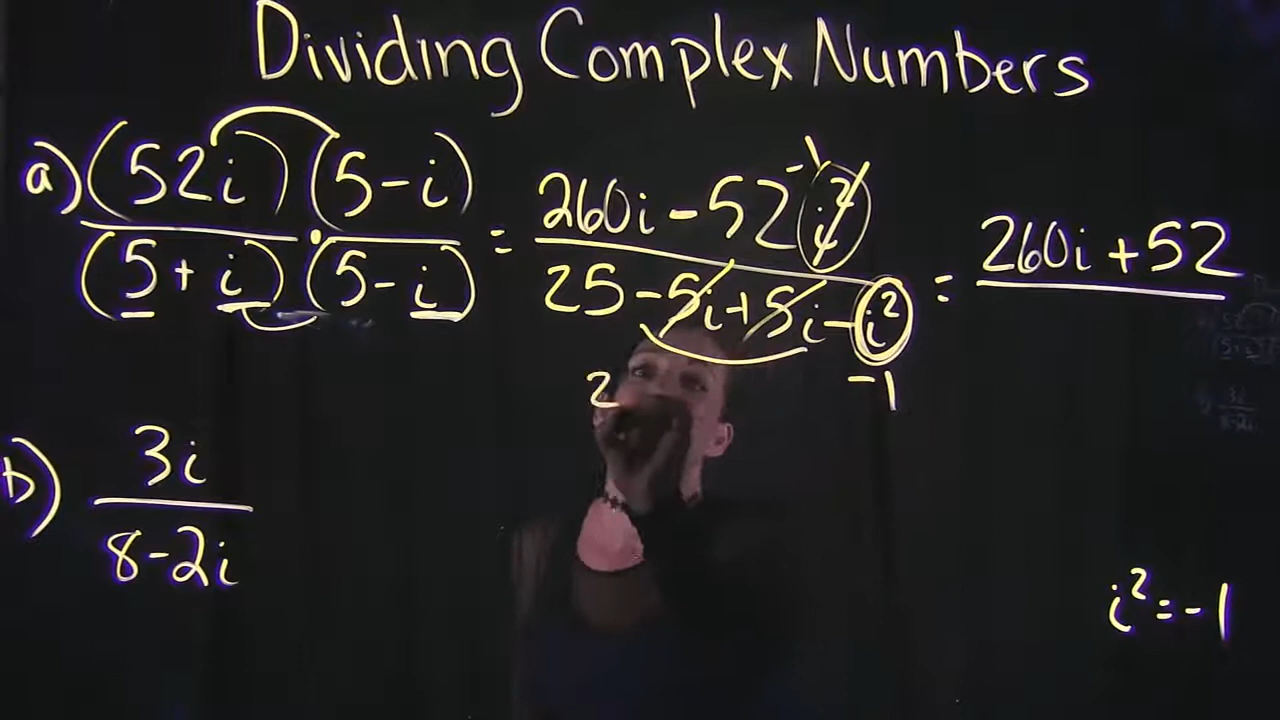 Dividing Complex Numbers
a) (52i)/(5+i) · (5-i)/(5-i) = (260i - 52i²)/(25 - 5i + 5i - i²) = 260i + 52
-1
-1
2
b) 3i/(8-2i)
i² = -1